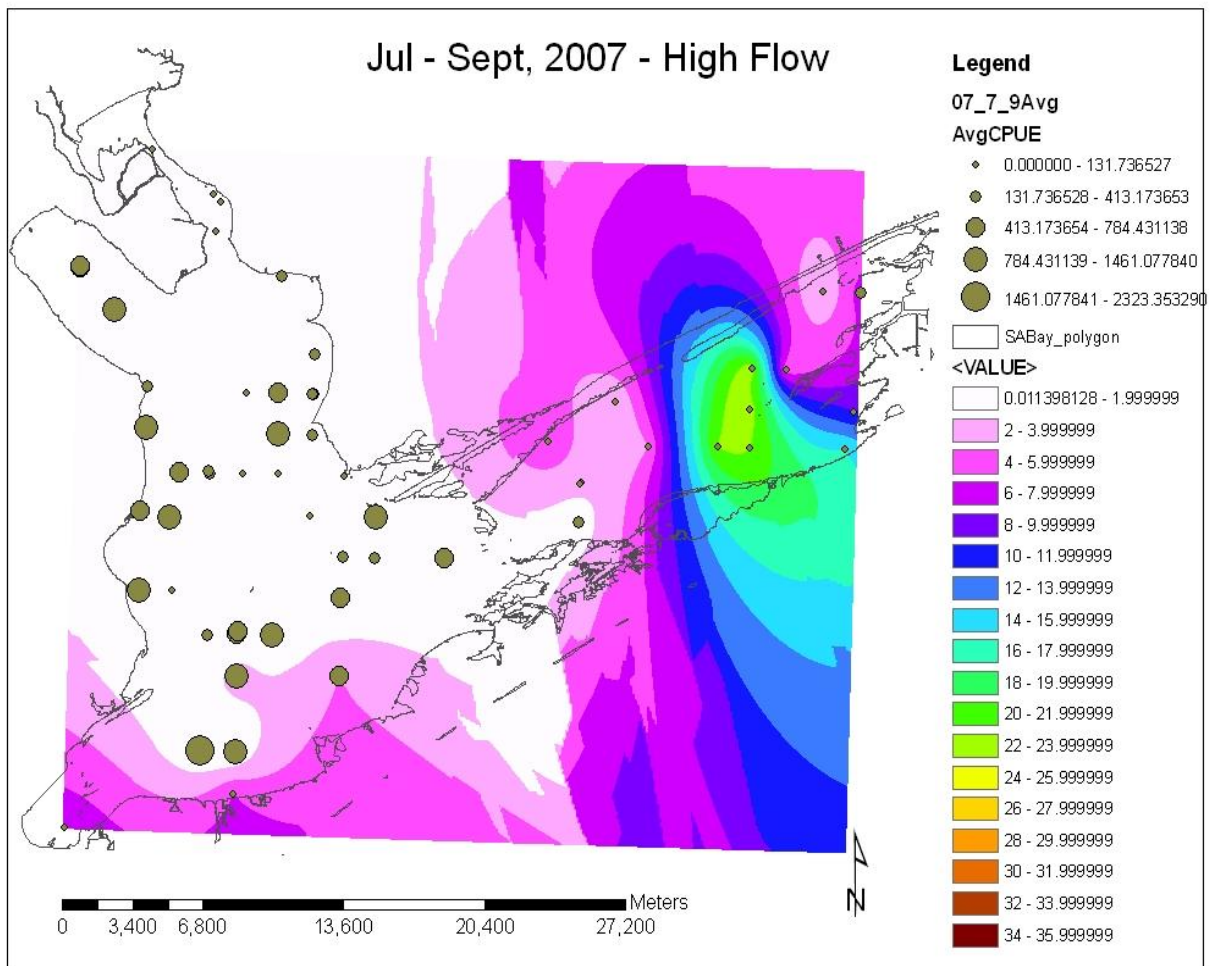 Jul - Sept, 2007 - High Flow
Legend
07_7_9Avg
AvgCPUE
0.000000 - 131.736527
131.736528 - 413.173653
413.173654 - 784.431138
784.431139 - 1461.077840
1461.077841 - 2323.353290
SABay_polygon
<VALUE>
0.011398128 - 1.999999
2 - 3.999999
4 - 5.999999
6 - 7.999999
8 - 9.999999
10 - 11.999999
12 - 13.999999
14 - 15.999999
16 - 17.999999
18 - 19.999999
20 - 21.999999
22 - 23.999999
24 - 25.999999
26 - 27.999999
28 - 29.999999
30 - 31.999999
32 - 33.999999
34 - 35.999999
N
Meters
0 3,400 6,800 13,600 20,400 27,200